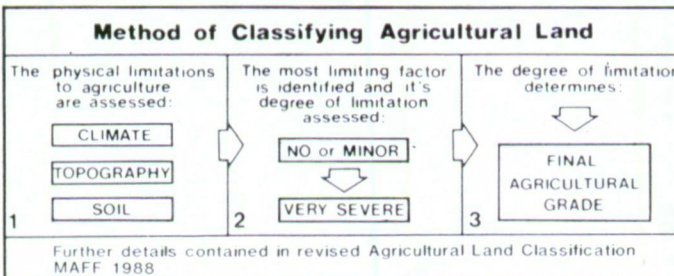 Method of Classifying Agricultural Land
The physical limitations
to agriculture
are assessed:
CLIMATE
TOPOGRAPHY
SOIL
1
The most limiting factor
is identified and it's
degree of limitation
assessed:
NO or MINOR
VERY SEVERE
2
The degree of limitation
determines:
FINAL
AGRICULTURAL
GRADE
3
Further details contained in revised Agricultural Land Classification
MAFF 1988